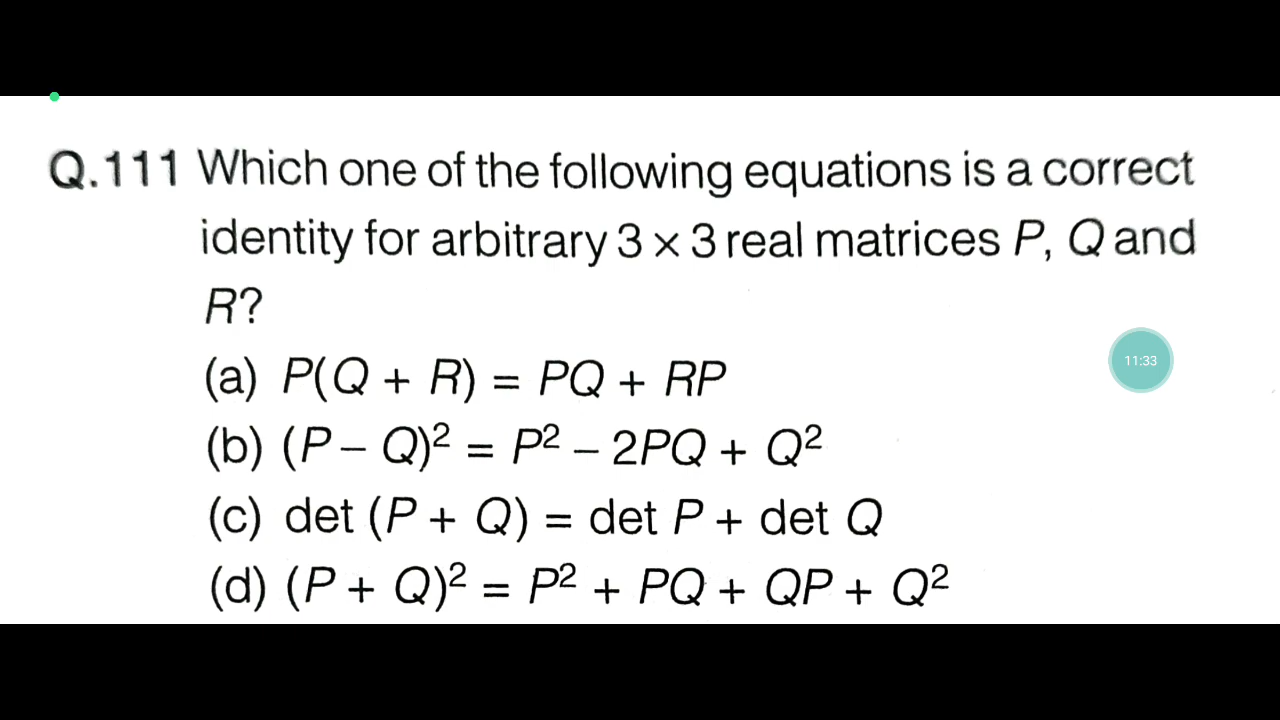 Q.111 Which one of the following equations is a correct
identity for arbitrary 3 × 3 real matrices P, Q and
R?
(a) P(Q + R) = PQ + RP
11:33
(b) (P – Q)² = P² – 2PQ + Q²
(c) det (P + Q) = det P + det Q
(d) (P + Q)² = P² + PQ + QP + Q²